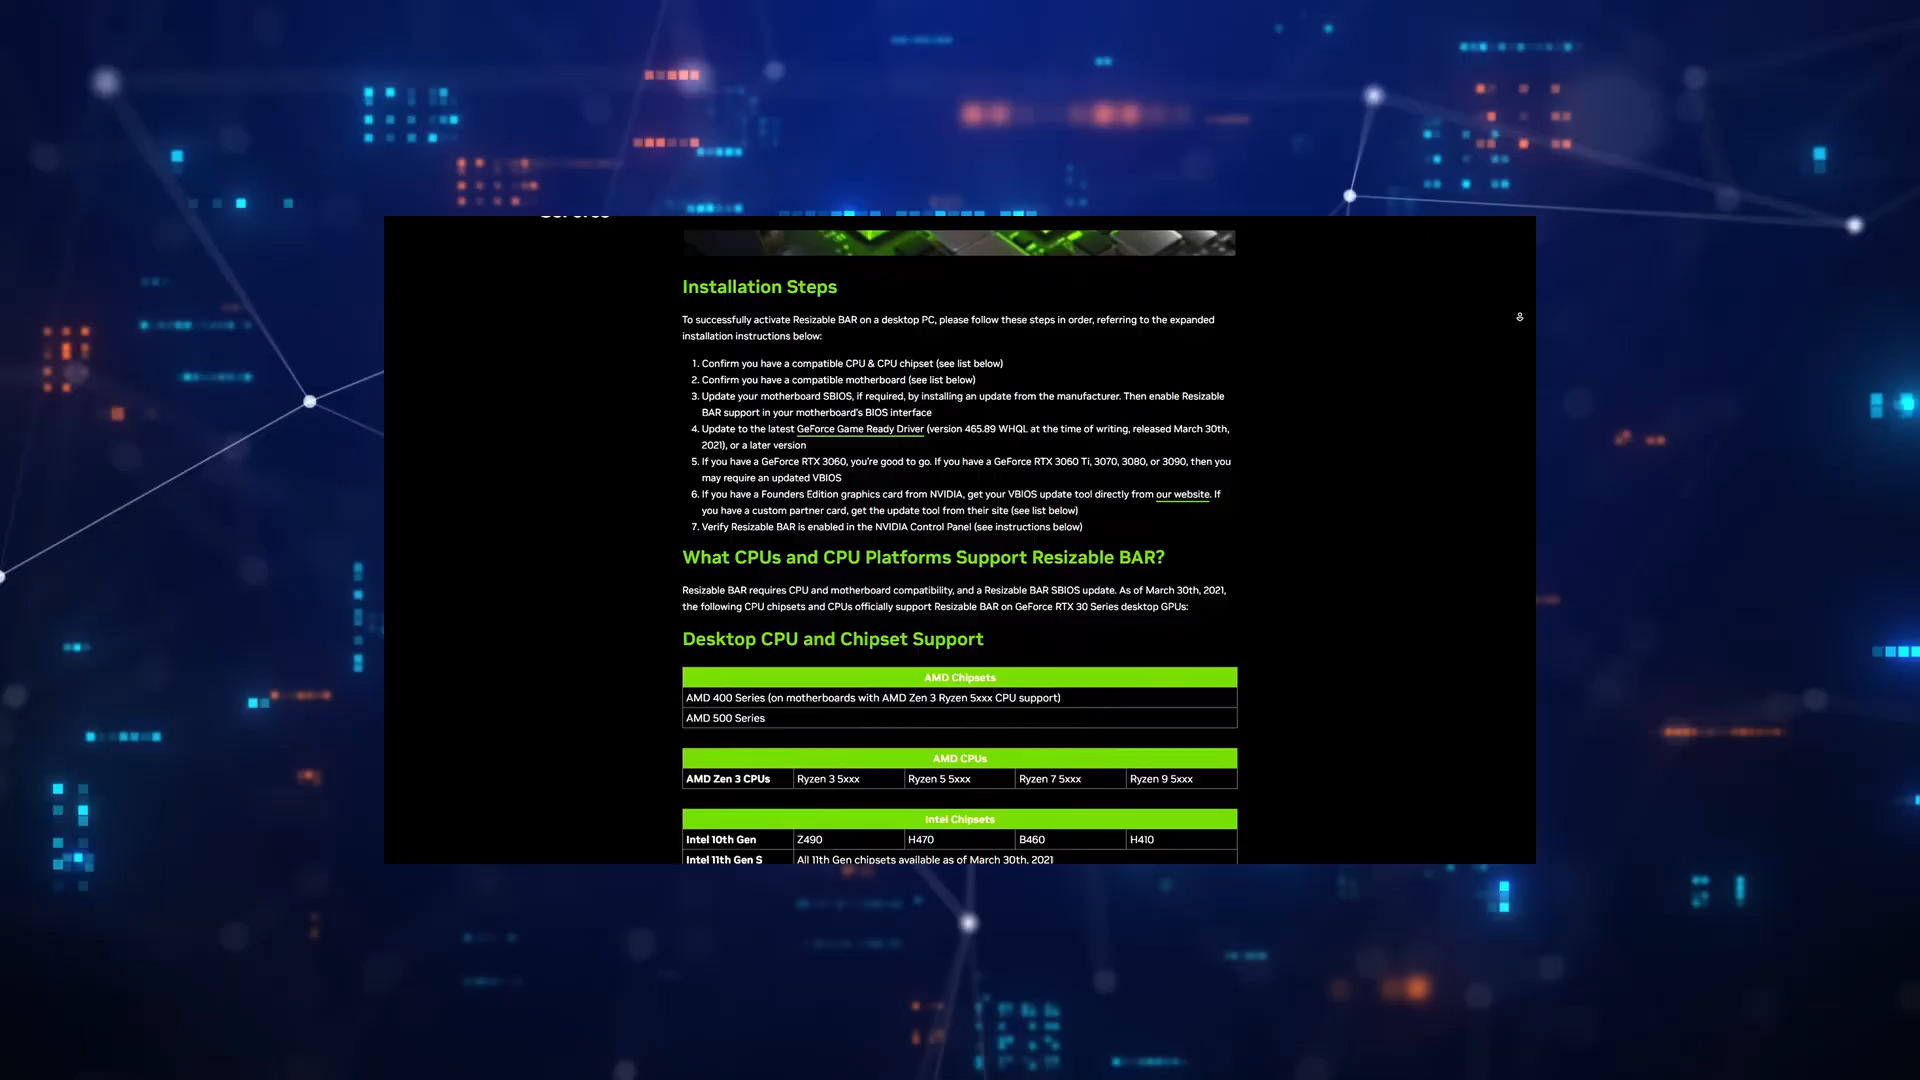 Installation Steps
To successfully activate Resizable BAR on a desktop PC, please follow these steps in order, referring to the expanded
installation instructions below:
1. Confirm you have a compatible CPU & CPU chipset (see list below)
2. Confirm you have a compatible motherboard (see list below)
3. Update your motherboard SBIOS, if required, by installing an update from the manufacturer. Then enable Resizable
BAR support in your motherboard's BIOS interface
4. Update to the latest GeForce Game Ready Driver (version 465.89 WHQL at the time of writing, released March 30th,
2021), or a later version
5. If you have a GeForce RTX 3060, you're good to go. If you have a GeForce RTX 3060 Ti, 3070, 3080, or 3090, then you
may require an updated VBIOS
6. If you have a Founders Edition graphics card from NVIDIA, get your VBIOS update tool directly from our website. If
you have a custom partner card, get the update tool from their site (see list below)
7. Verify Resizable BAR is enabled in the NVIDIA Control Panel (see instructions below)
What CPUs and CPU Platforms Support Resizable BAR?
Resizable BAR requires CPU and motherboard compatibility, and a Resizable BAR SBIOS update. As of March 30th, 2021,
the following CPU chipsets and CPUs officially support Resizable BAR on GeForce RTX 30 Series desktop GPUs:
Desktop CPU and Chipset Support
AMD Chipsets
AMD 400 Series (on motherboards with AMD Zen 3 Ryzen 5xxx CPU support)
AMD 500 Series
AMD CPUs
AMD Zen 3 CPUs Ryzen 3 5xxx Ryzen 5 5xxx Ryzen 7 5xxx Ryzen 9 5xxx
Intel Chipsets
Intel 10th Gen Z490 H470 B460 H410
Intel 11th Gen S All 11th Gen chipsets available as of March 30th, 2021